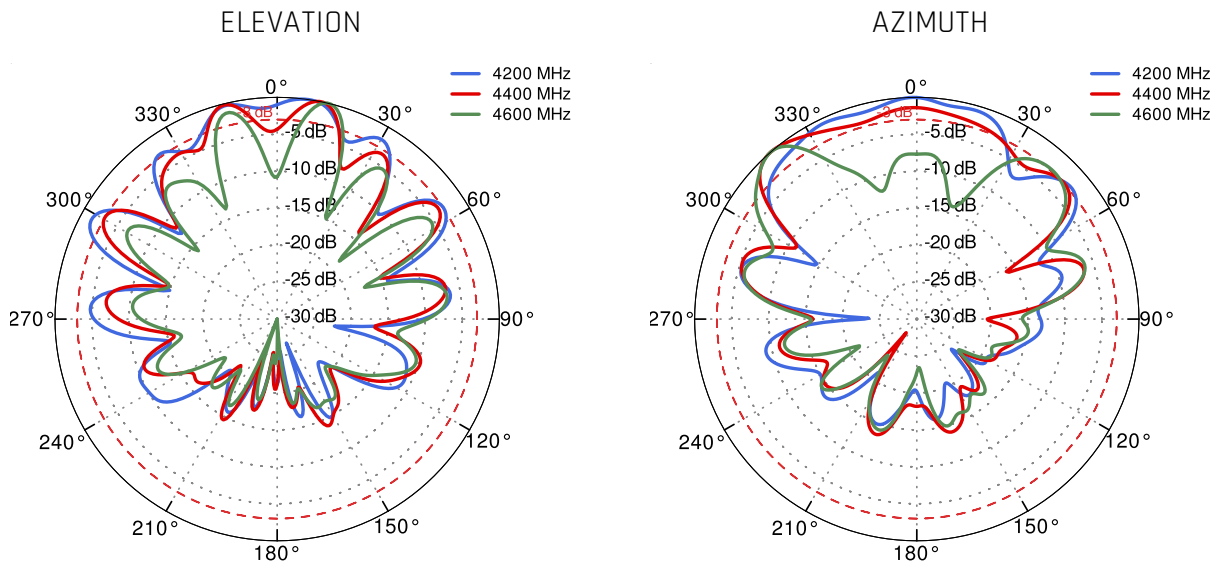 ELEVATION
4200 MHz
4400 MHz
4600 MHz
0°
30°
60°
90°
120°
150°
180°
210°
240°
270°
300°
330°
-3 dB
-5 dB
-10 dB
-15 dB
-20 dB
-25 dB
-30 dB
AZIMUTH
4200 MHz
4400 MHz
4600 MHz
0°
30°
60°
90°
120°
150°
180°
210°
240°
270°
300°
330°
-3 dB
-5 dB
-10 dB
-15 dB
-20 dB
-25 dB
-30 dB